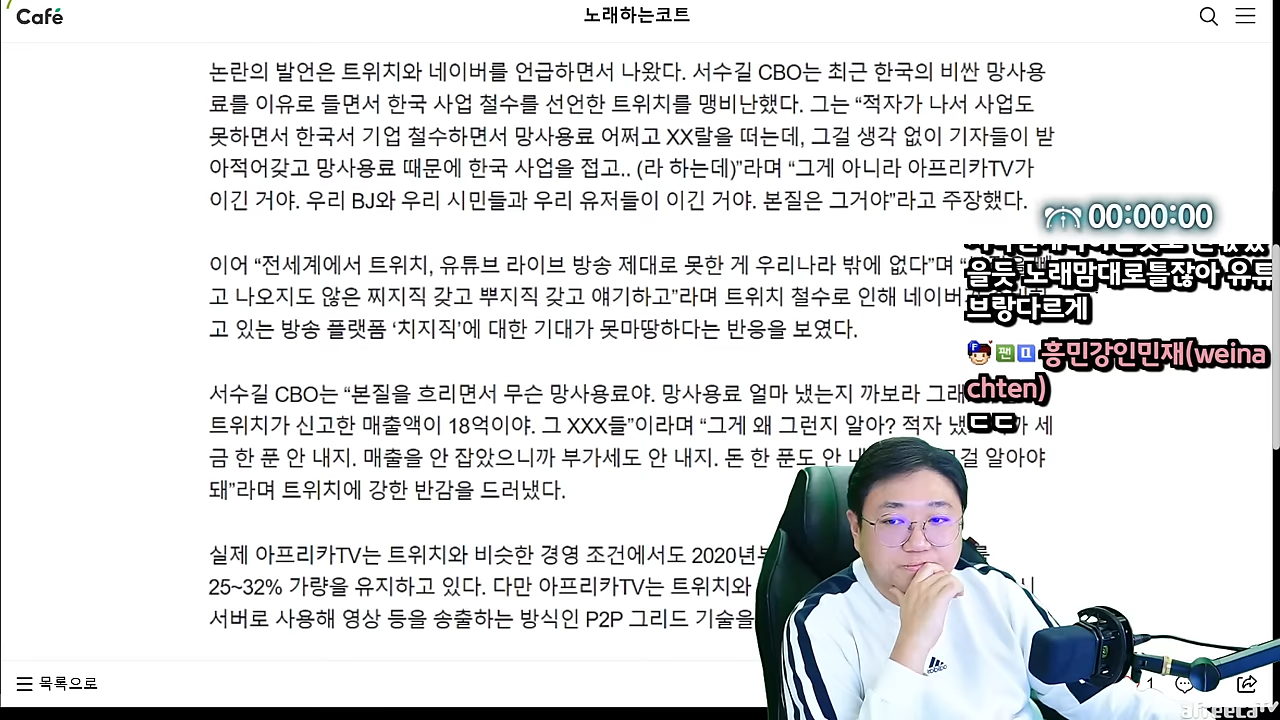 Café
노래하는코트
논란의 발언은 트위치와 네이버를 언급하면서 나왔다. 서수길 CBO는 최근 한국의 비싼 망사용
료를 이유로 들면서 한국 사업 철수를 선언한 트위치를 맹비난했다. 그는 “적자가 나서 사업도
못하면서 한국서 기업 철수하면서 망사용료 어쩌고 XX랄을 떠는데, 그걸 생각 없이 기자들이 받
아적어갖고 망사용료 때문에 한국 사업을 접고.. (라 하는데)”라며 “그게 아니라 아프리카TV가
이긴 거야. 우리 BJ와 우리 시민들과 우리 유저들이 이긴 거야. 본질은 그거야”라고 주장했다.
00:00:00
이어 “전세계에서 트위치, 유튜브 라이브 방송 제대로 못한 게 우리나라 밖에 없다”며
고 나오지도 않은 찌지직 갖고 뿌지직 갖고 얘기하고”라며 트위치 철수로 인해 네이버
고 있는 방송 플랫폼 ‘치지직’에 대한 기대가 못마땅하다는 반응을 보였다.
을듯 노래맘대로틀잖아 유튜
브랑다르게
팬
흥민강인민재(weina
chten)
ㄷㄷ
서수길 CBO는 “본질을 흐리면서 무슨 망사용료야. 망사용료 얼마 냈는지 까보라 그래
트위치가 신고한 매출액이 18억이야. 그 XXX들”이라며 “그게 왜 그런지 알아? 적자 냈 세
금 한 푼 안 내지. 매출을 안 잡았으니까 부가세도 안 내지. 돈 한 푼도 안 알아야
돼”라며 트위치에 강한 반감을 드러냈다.
실제 아프리카TV는 트위치와 비슷한 경영 조건에서도 2020년
25~32% 가량을 유지하고 있다. 다만 아프리카TV는 트위치와
서버로 사용해 영상 등을 송출하는 방식인 P2P 그리드 기술을
목록으로
1
adidas
afreecaTV